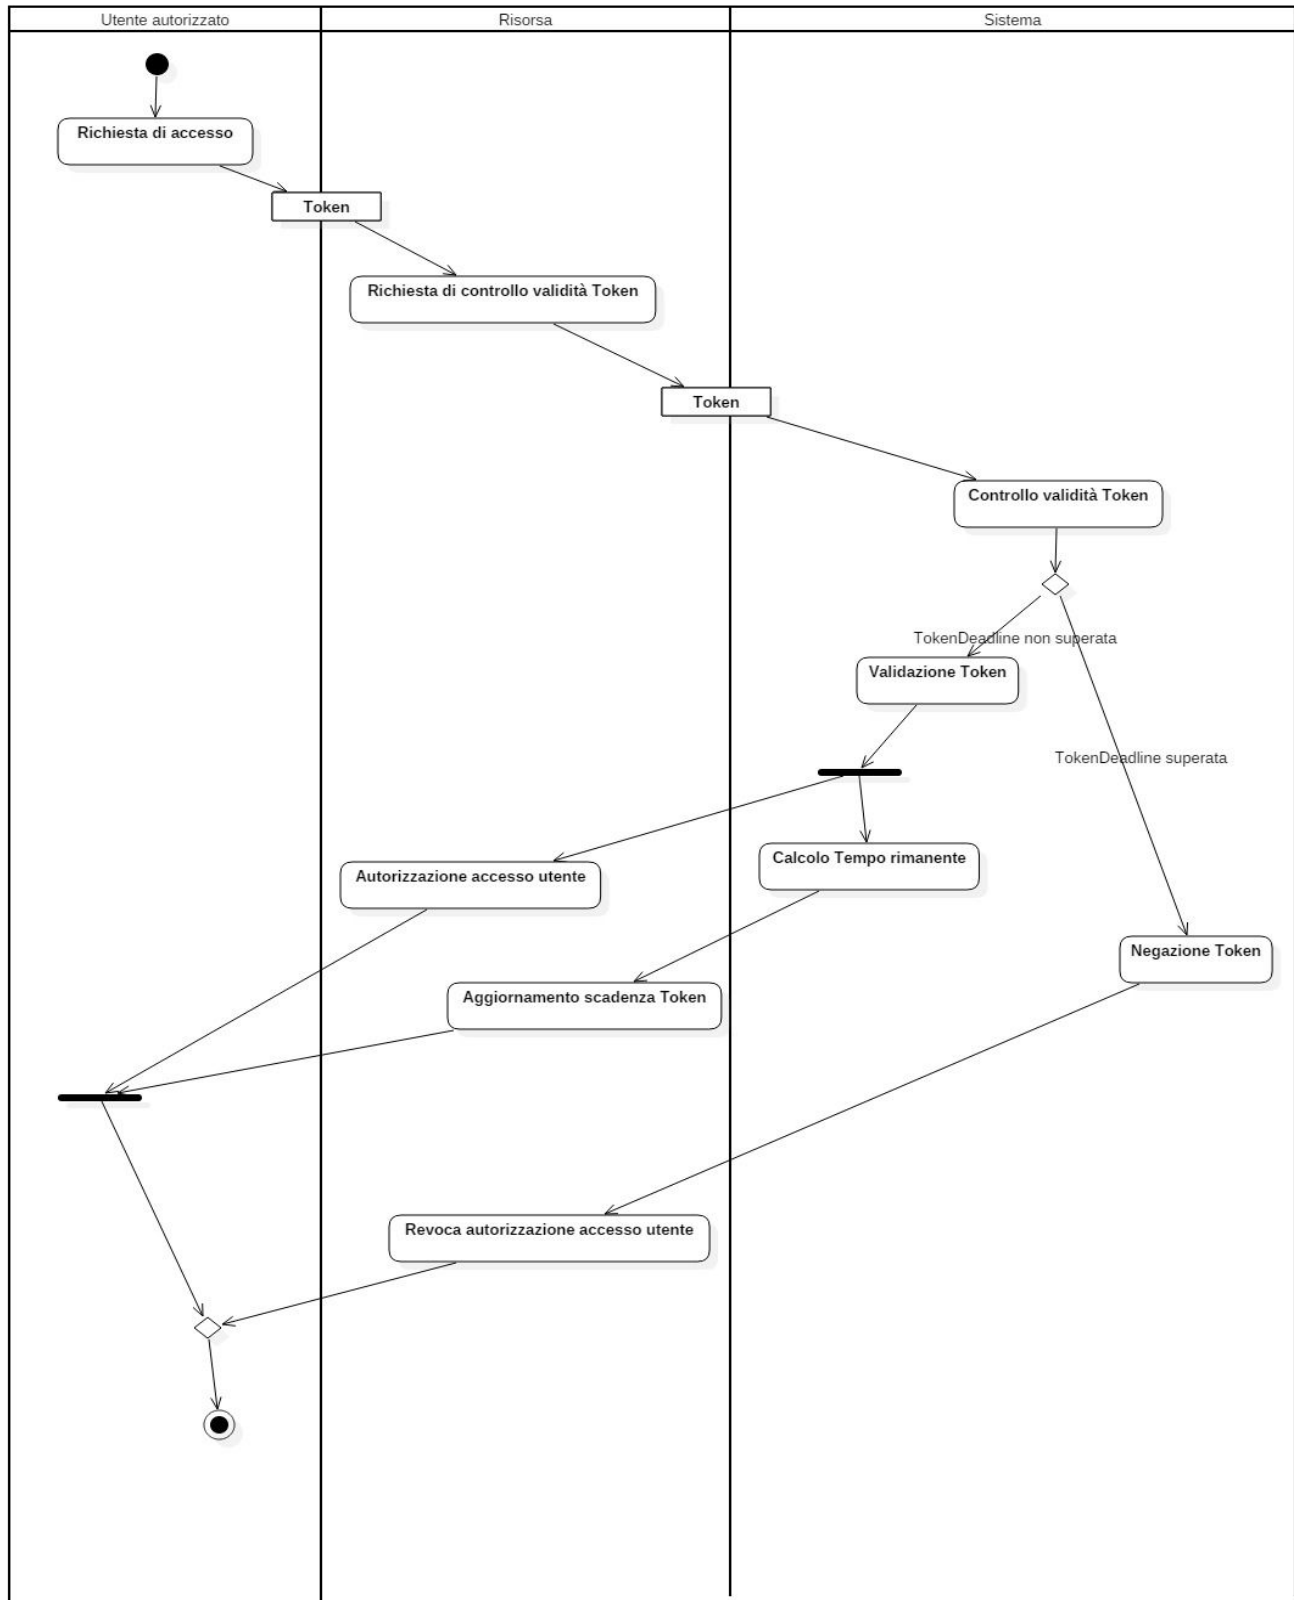 Utente autorizzato
Risorsa
Sistema
Richiesta di accesso
Token
Richiesta di controllo validità Token
Token
Controllo validità Token
TokenDeadline non superata
Validazione Token
TokenDeadline superata
Calcolo Tempo rimanente
Autorizzazione accesso utente
Negazione Token
Aggiornamento scadenza Token
Revoca autorizzazione accesso utente